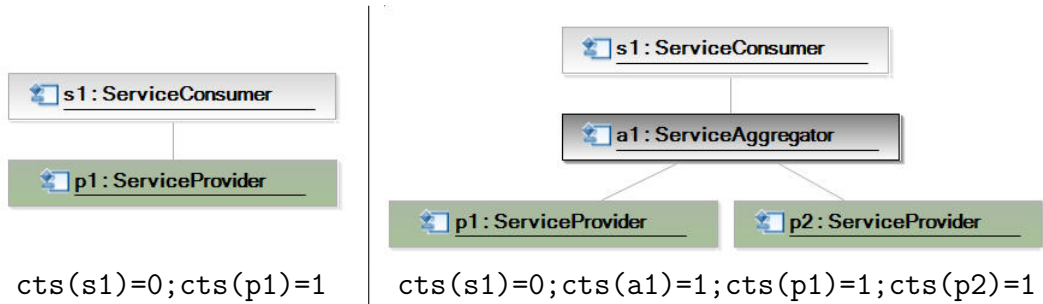 s1 : ServiceConsumer
p1 : ServiceProvider
cts(s1)=0;cts(p1)=1
s1 : ServiceConsumer
a1 : ServiceAggregator
p1 : ServiceProvider
p2 : ServiceProvider
cts(s1)=0;cts(a1)=1;cts(p1)=1;cts(p2)=1